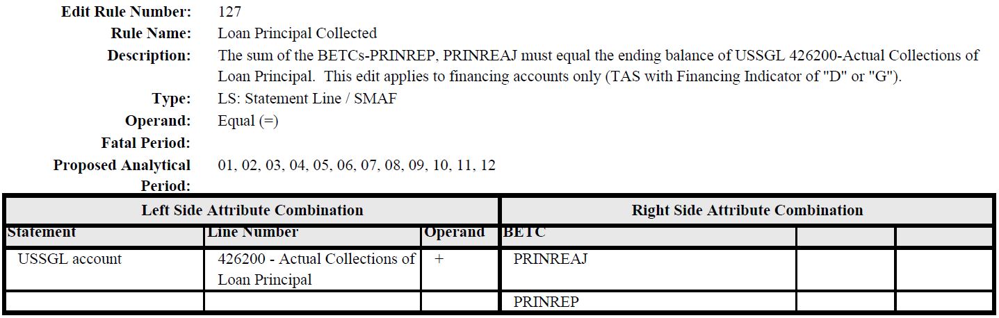 Edit Rule Number: 127
Rule Name: Loan Principal Collected
Description: The sum of the BETCs-PRINREP, PRINREAJ must equal the ending balance of USSGL 426200-Actual Collections of
Loan Principal.  This edit applies to financing accounts only (TAS with Financing Indicator of "D" or "G").
Type: LS: Statement Line / SMAF
Operand: Equal (=)
Fatal Period:
Proposed Analytical 01, 02, 03, 04, 05, 06, 07, 08, 09, 10, 11, 12
Period:
Left Side Attribute Combination Right Side Attribute Combination
Statement Line Number Operand BETC
USSGL account 426200 - Actual Collections of + PRINREAJ
Loan Principal
PRINREP